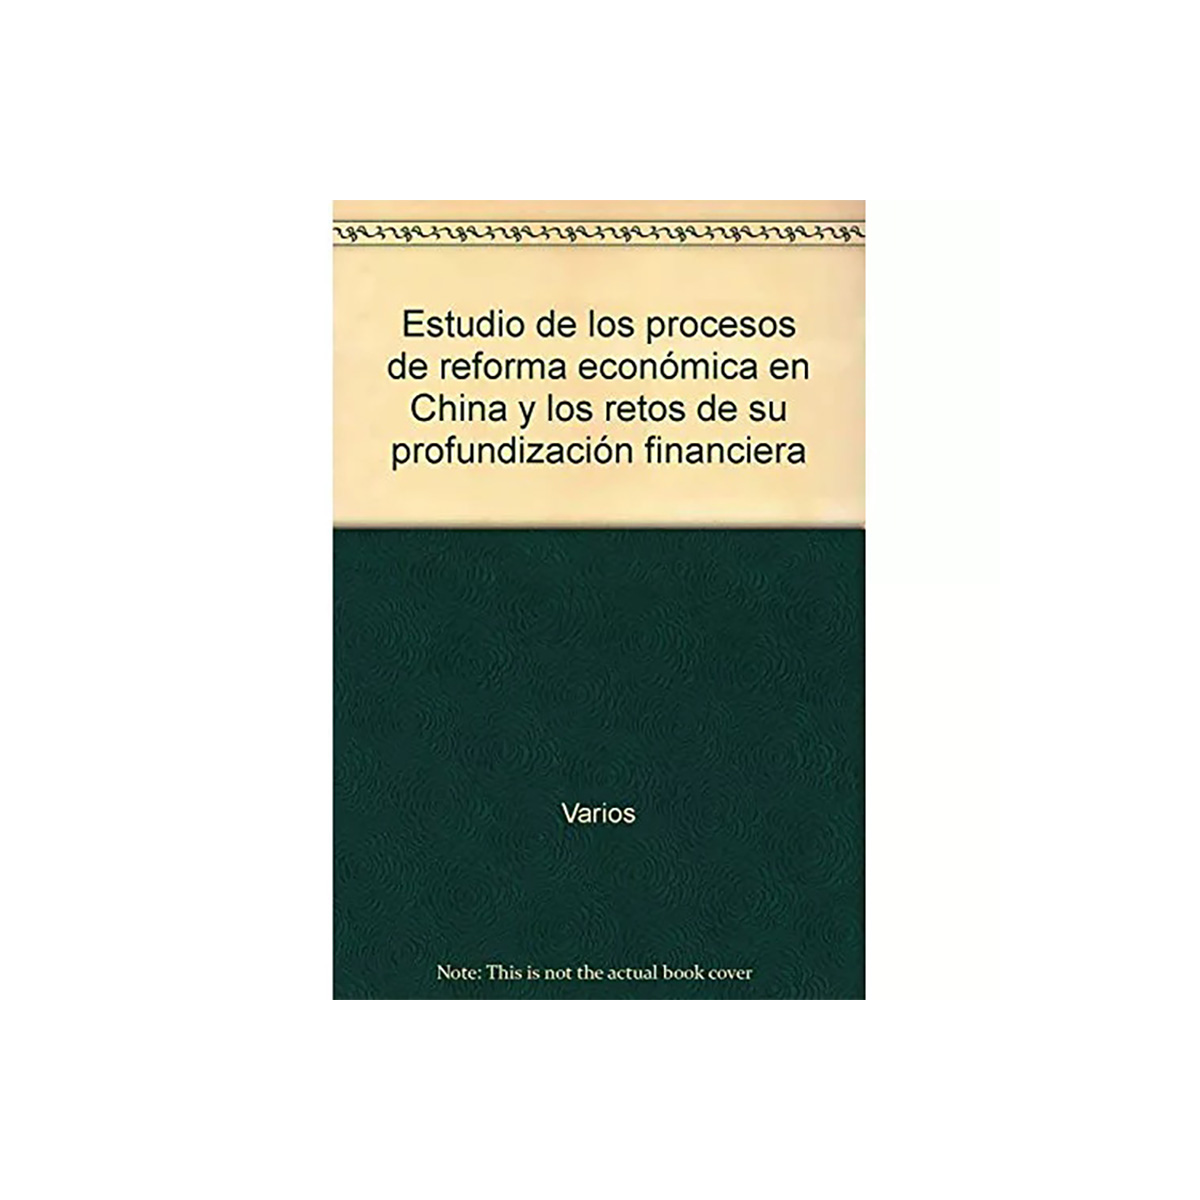 Estudio de los procesos
de reforma económica en
China y los retos de su
profundización financiera
Varios
Note: This is not the actual book cover